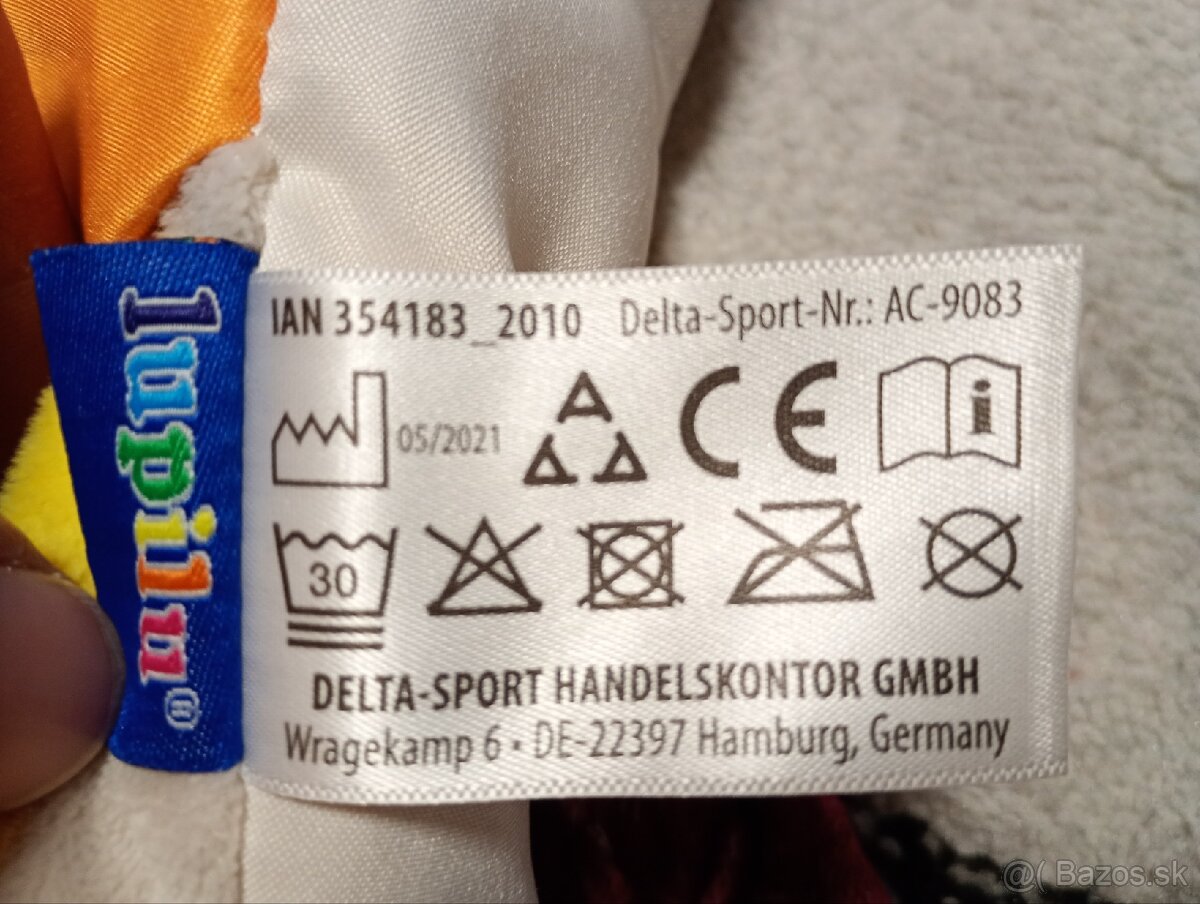 lupilu®
IAN 354183_2010 Delta-Sport-Nr.: AC-9083
05/2021
CE
i
30
DELTA-SPORT HANDELSKONTOR GMBH
Wragekamp 6 • DE-22397 Hamburg, Germany
@( Bazos.sk